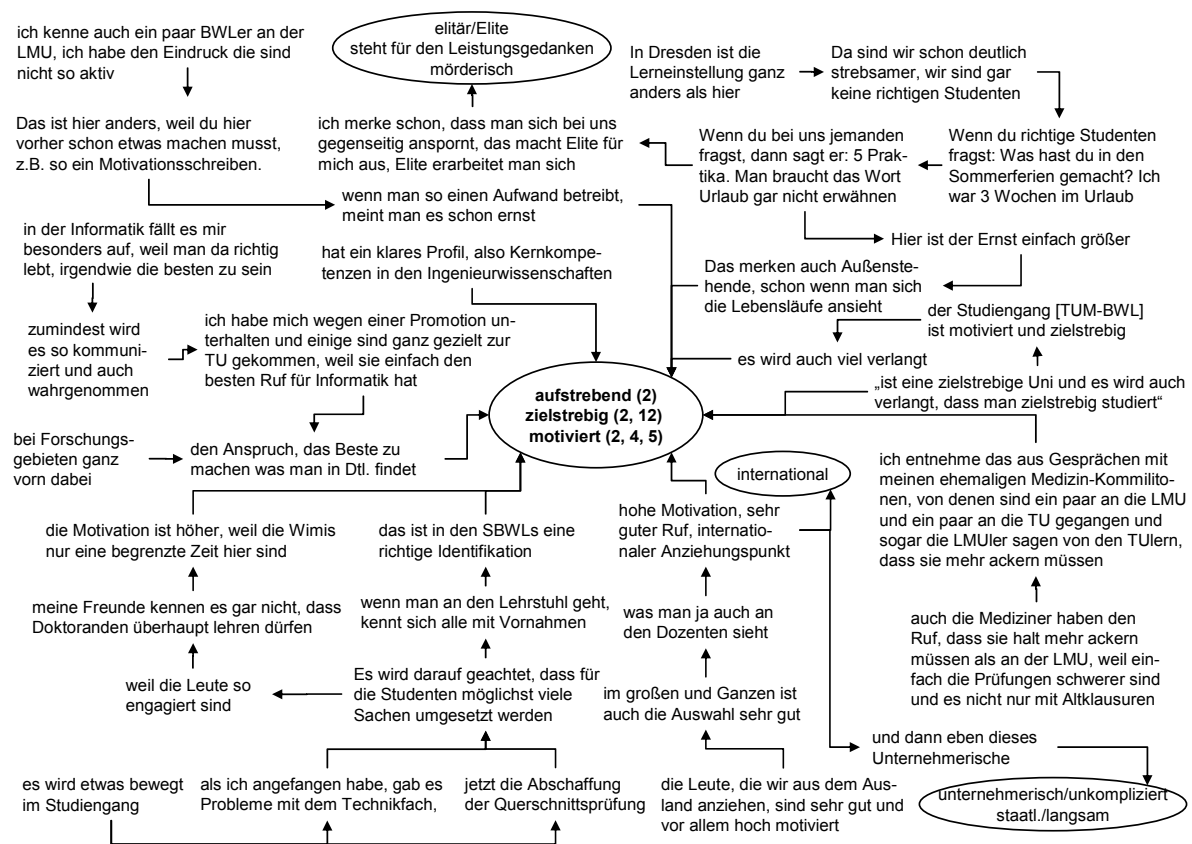 ich kenne auch ein paar BWLer an der
LMU, ich habe den Eindruck die sind
nicht so aktiv
elitär/Elite
steht für den Leistungsgedanken
mörderisch
In Dresden ist die
Lerneinstellung ganz
anders als hier
Da sind wir schon deutlich
strebsamer, wir sind gar
keine richtigen Studenten
Das ist hier anders, weil du hier
vorher schon etwas machen musst,
z.B. so ein Motivationsschreiben.
ich merke schon, dass man sich bei uns
gegenseitig anspornt, das macht Elite für
mich aus, Elite erarbeitet man sich
Wenn du bei uns jemanden
fragst, dann sagt er: 5 Prak-
tika. Man braucht das Wort
Urlaub gar nicht erwähnen
Wenn du richtige Studenten
fragst: Was hast du in den
Sommerferien gemacht? Ich
war 3 Wochen im Urlaub
wenn man so einen Aufwand betreibt,
meint man es schon ernst
in der Informatik fällt es mir
besonders auf, weil man da richtig
lebt, irgendwie die besten zu sein
hat ein klares Profil, also Kernkompe-
tenzen in den Ingenieurwissenschaften
Hier ist der Ernst einfach größer
Das merken auch Außenste-
hende, schon wenn man sich
die Lebensläufe ansieht
der Studiengang [TUM-BWL]
ist motiviert und zielstrebig
zumindest wird
es so kommuni-
ziert und auch
wahrgenommen
ich habe mich wegen einer Promotion un-
terhalten und einige sind ganz gezielt zur
TU gekommen, weil sie einfach den
besten Ruf für Informatik hat
es wird auch viel verlangt
aufstrebend (2)
zielstrebig (2, 12)
motiviert (2, 4, 5)
„ist eine zielstrebige Uni und es wird auch
verlangt, dass man zielstrebig studiert“
bei Forschungs-
gebieten ganz
vorn dabei
den Anspruch, das Beste zu
machen was man in Dtl. findet
international
ich entnehme das aus Gesprächen mit
meinen ehemaligen Medizin-Kommilito-
nen, von denen sind ein paar an die LMU
und ein paar an die TU gegangen und
sogar die LMUler sagen von den TUlern,
dass sie mehr ackern müssen
die Motivation ist höher, weil die Wimis
nur eine begrenzte Zeit hier sind
das ist in den SBWLs eine
richtige Identifikation
hohe Motivation, sehr
guter Ruf, internatio-
naler Anziehungspunkt
meine Freunde kennen es gar nicht, dass
Doktoranden überhaupt lehren dürfen
wenn man an den Lehrstuhl geht,
kennt sich alle mit Vornahmen
was man ja auch an
den Dozenten sieht
auch die Mediziner haben den
Ruf, dass sie halt mehr ackern
müssen als an der LMU, weil ein-
fach die Prüfungen schwerer sind
und es nicht nur mit Altklausuren
weil die Leute so
engagiert sind
Es wird darauf geachtet, dass für
die Studenten möglichst viele
Sachen umgesetzt werden
im großen und Ganzen ist
auch die Auswahl sehr gut
und dann eben dieses
Unternehmerische
es wird etwas bewegt
im Studiengang
als ich angefangen habe, gab es
Probleme mit dem Technikfach,
jetzt die Abschaffung
der Querschnittsprüfung
die Leute, die wir aus dem Aus-
land anziehen, sind sehr gut und
vor allem hoch motiviert
unternehmerisch/unkompliziert
staatl./langsam